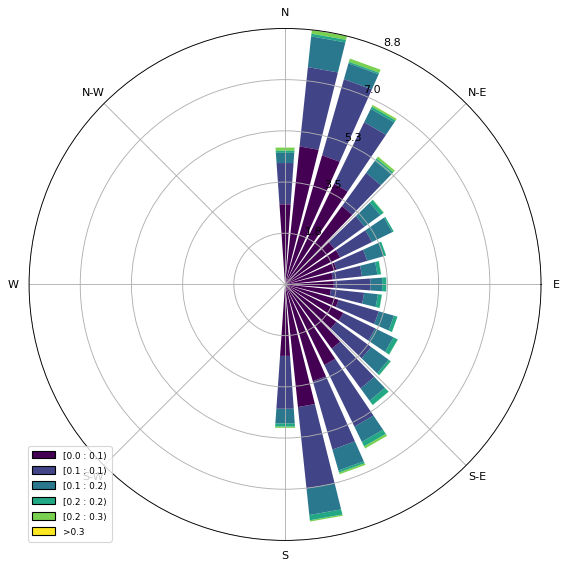 N
8.8
N-W
7.0
N-E
5.3
3.5
W
E
[0.0 : 0.1)
[0.1 : 0.1)
[0.1 : 0.2)
S-W
S-E
[0.2 : 0.2)
[0.2 : 0.3)
>0.3
S